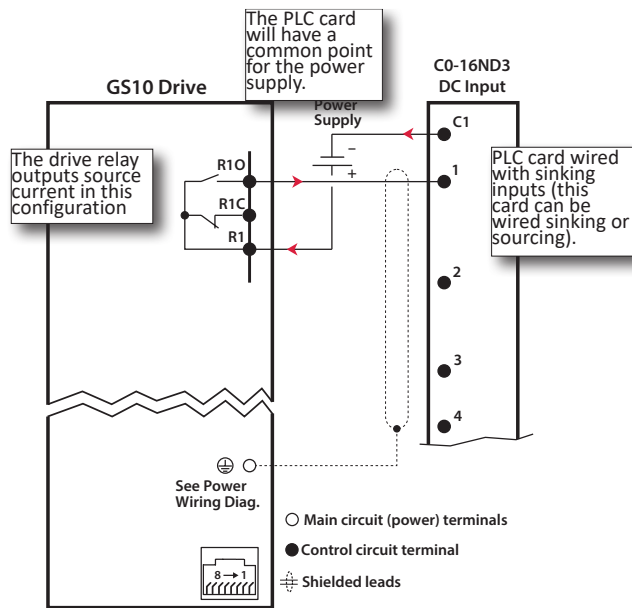 The PLC card
will have a
common point
for the power
supply.
GS10 Drive
C0-16ND3
DC Input
Power
Supply
C1
–
+
The drive relay
outputs source
current in this
configuration
R1O
R1C
R1
1
PLC card wired
with sinking
inputs (this
card can be
wired sinking or
sourcing).
2
3
4
See Power
Wiring Diag.
Main circuit (power) terminals
Control circuit terminal
Shielded leads
8→1